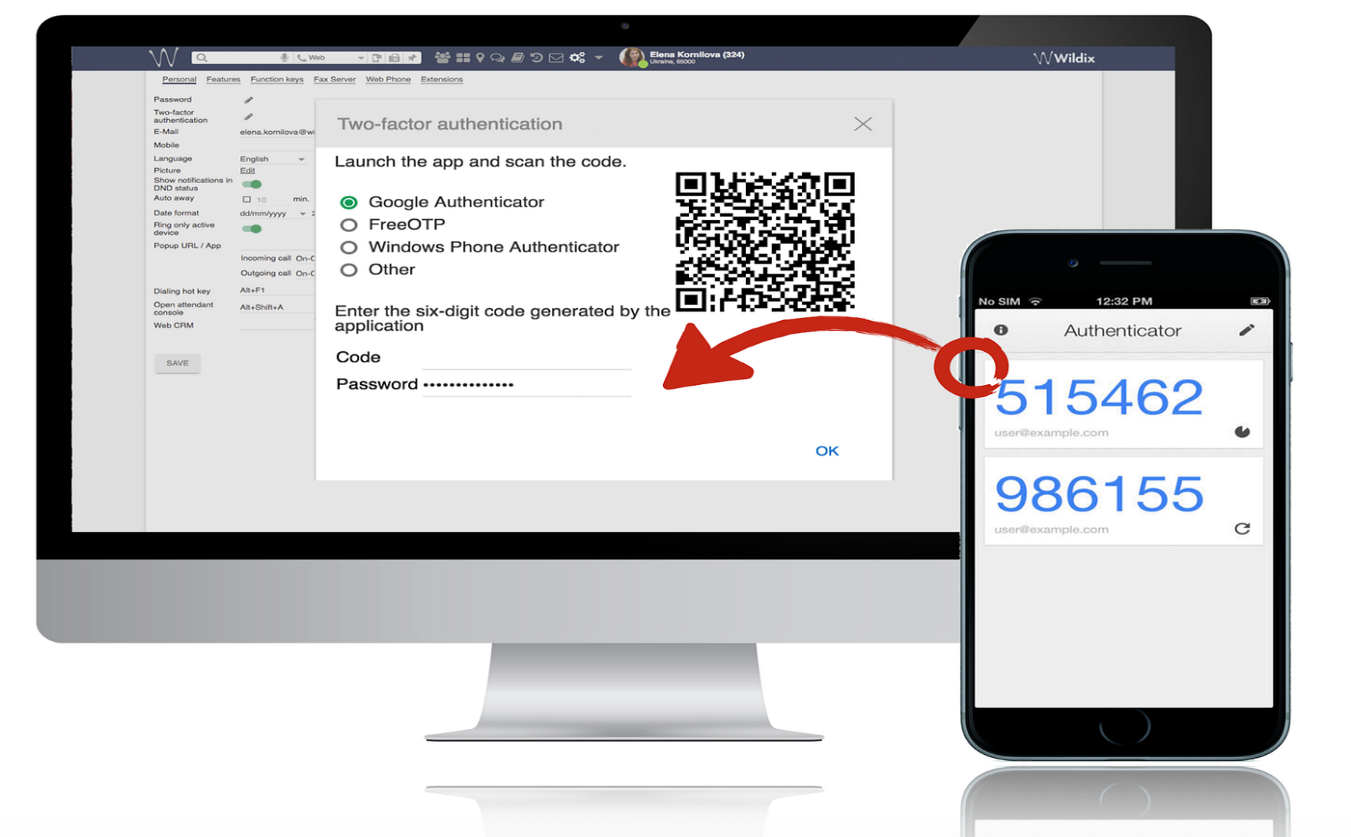 Web
Elena Kornilova (324)
Ukraine, 65000
Wildix
Personal Features Function keys Fax Server Web Phone Extensions
Password
Two-factor
authentication
E-Mail elena.kornilova@wi
Mobile
Language English
Picture Edit
Show notifications in
DND status
Auto away 10 min.
Date format dd/mm/yyyy
Ring only active
device
Popup URL / App
Incoming call On-C
Outgoing call On-C
Dialing hot key Alt+F1
Open attendant
console Alt+Shift+A
Web CRM
SAVE
Two-factor authentication
Launch the app and scan the code.
Google Authenticator
FreeOTP
Windows Phone Authenticator
Other
Enter the six-digit code generated by the
application
Code
Password ••••••••••••••
OK
No SIM 12:32 PM
Authenticator
515462
user@example.com
986155
user@example.com